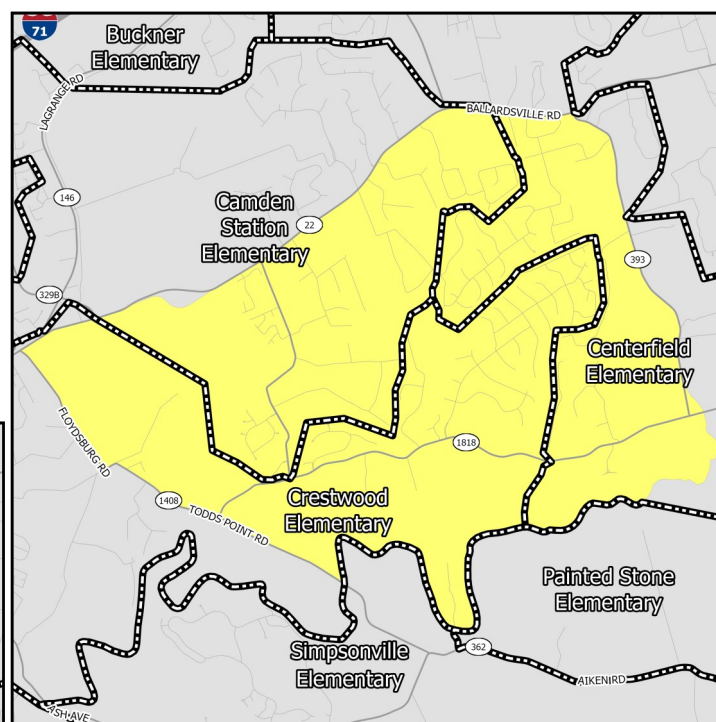 71
Buckner
Elementary
LAGRANGE RD
BALLARDSVILLE RD
146
Camden
Station
Elementary
22
393
329B
Centerfield
Elementary
FLOYDSBURG RD
1818
1408
Crestwood
Elementary
TODDS POINT RD
Painted Stone
Elementary
Simpsonville
Elementary
362
AIKEN RD
ASH AVE